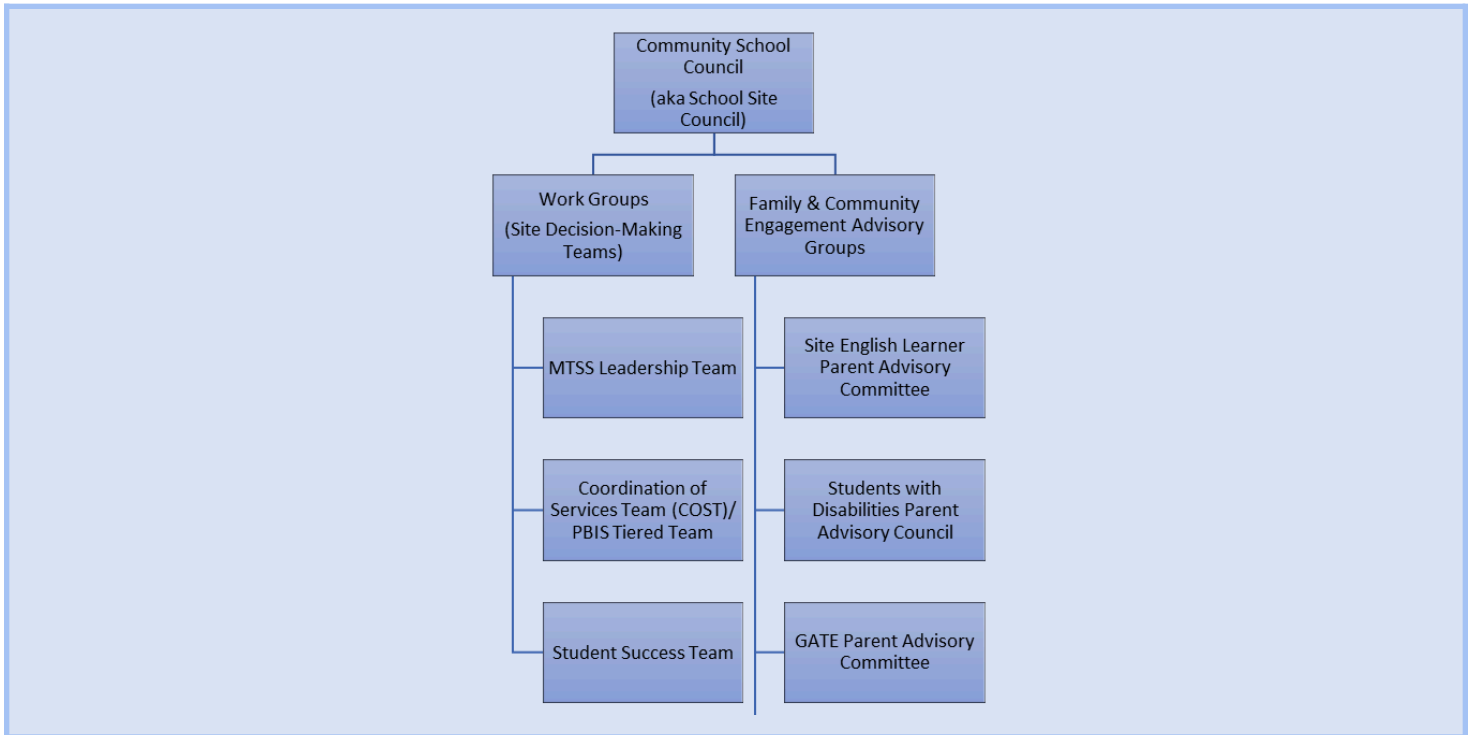 Community School
Council
(aka School Site
Council)
Work Groups
(Site Decision-Making
Teams)
Family & Community
Engagement Advisory
Groups
MTSS Leadership Team
Site English Learner
Parent Advisory
Committee
Coordination of
Services Team (COST)/
PBIS Tiered Team
Students with
Disabilities Parent
Advisory Council
Student Success Team
GATE Parent Advisory
Committee